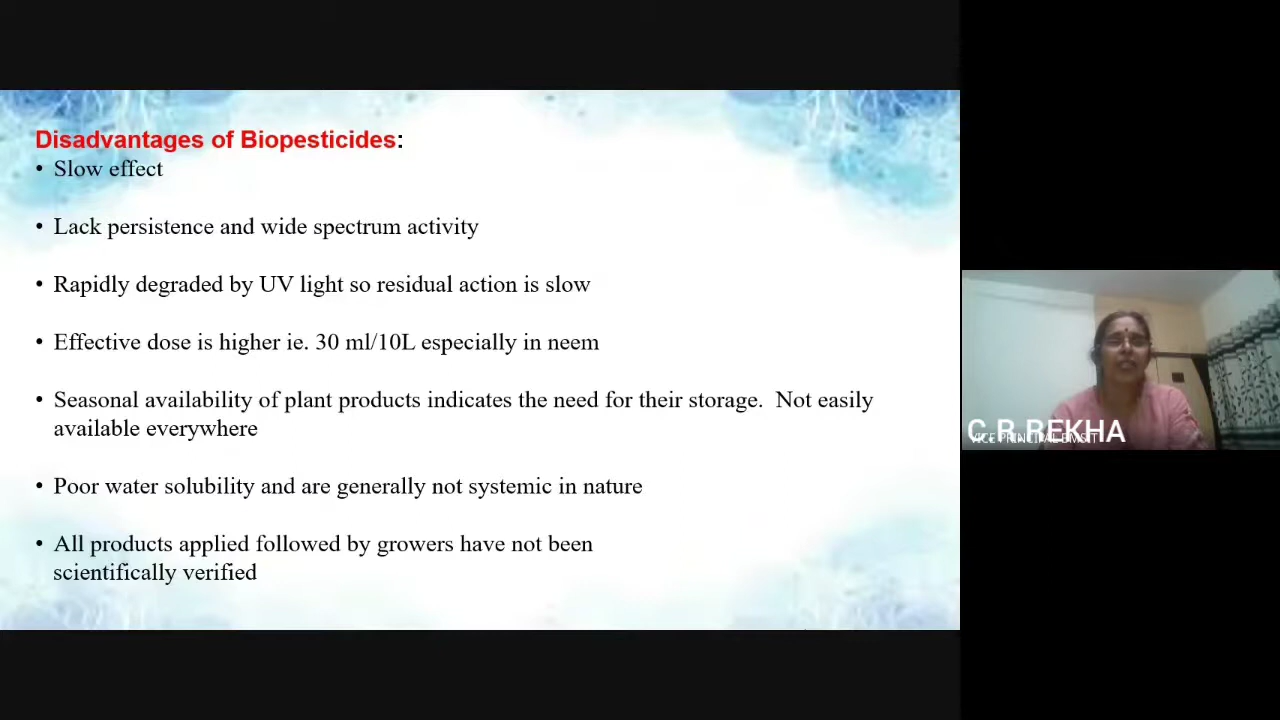 Disadvantages of Biopesticides:
• Slow effect
• Lack persistence and wide spectrum activity
• Rapidly degraded by UV light so residual action is slow
• Effective dose is higher ie. 30 ml/10L especially in neem
• Seasonal availability of plant products indicates the need for their storage.  Not easily
available everywhere
• Poor water solubility and are generally not systemic in nature
• All products applied followed by growers have not been
scientifically verified
C.R.REKHA
VICE PRINCIPAL BMSIT